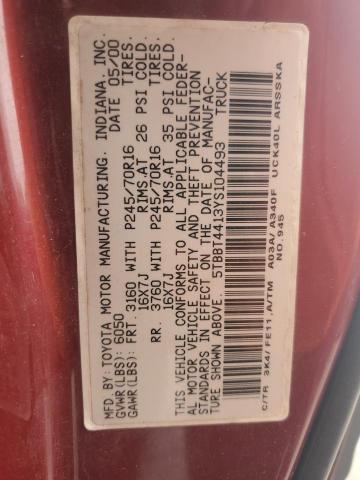 MFD.BY:TOYOTA MOTOR MANUFACTURING. INDIANA, INC.
GVWR(LBS): 6050 05/00
GAWR(LBS): FRT. 3160 WITH P245/70R16 TIRES.
16X7J RIMS.AT 26 PSI COLD.
RR. 3760 WITH P245/70R16 TIRES.
16X7J RIMS.AT 35 PSI COLD.
THIS VEHICLE CONFORMS TO ALL APPLICABLE FEDER-
AL MOTOR VEHICLE SAFETY AND THEFT PREVENTION
STANDARDS IN EFFECT ON THE DATE OF MANUFAC-
TURE SHOWN ABOVE.
5TBBT4413YS104493 TRUCK
C/TR 3K4/FE11,A/TM A03A/A340F UCK40L ARSSKA
NO.945